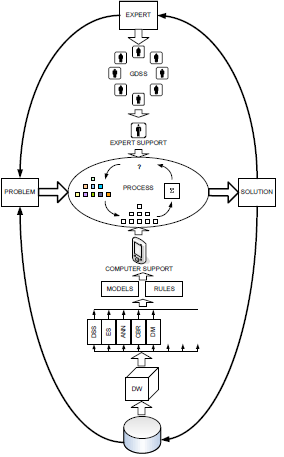 EXPERT
GDSS
EXPERT SUPPORT
?
PROBLEM
PROCESS
SOLUTION
COMPUTER SUPPORT
MODELS
RULES
DSS
ES
ANN
CBR
DM
DW